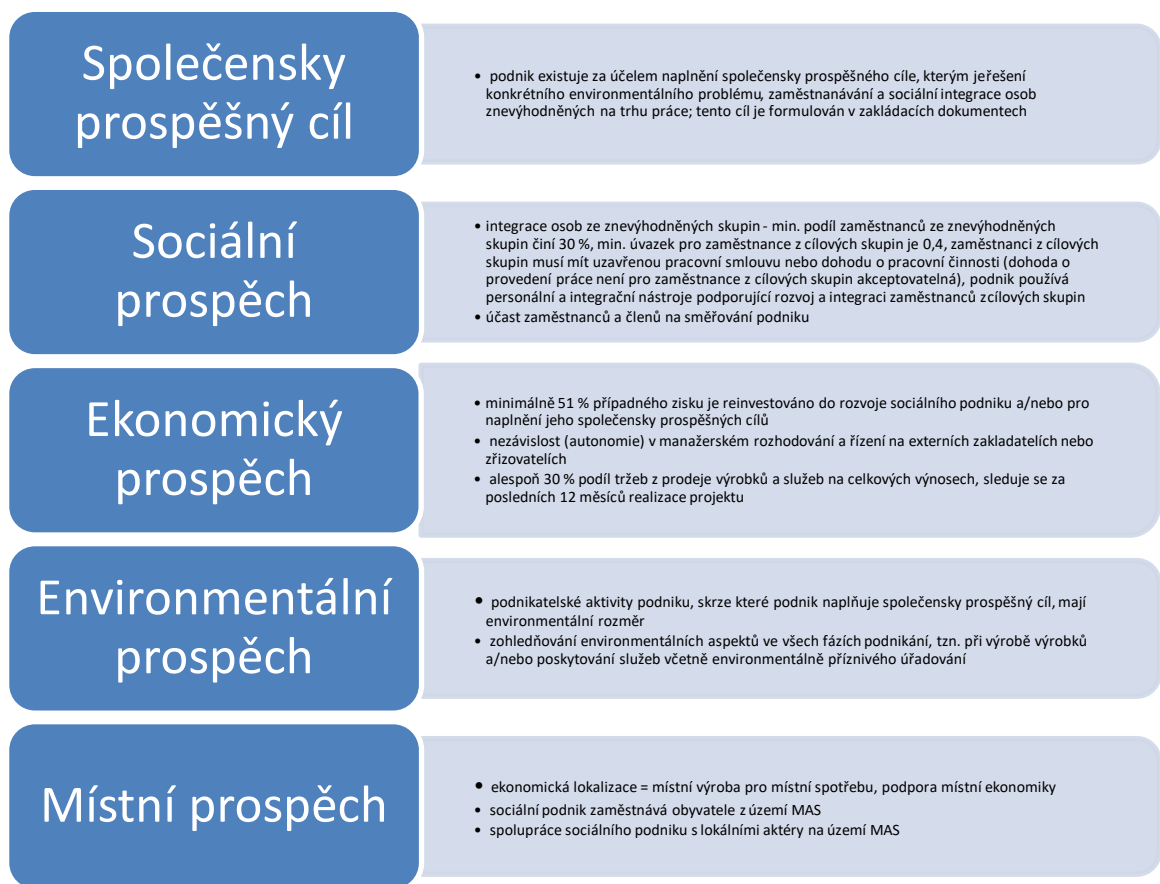 Společensky
prospěšný cíl
• podnik existuje za účelem naplnění společensky prospěšného cíle, kterým jeřešení
konkrétního environmentálního problému, zaměstnanávání a sociální integrace osob
znevýhodněných na trhu práce; tento cíl je formulován v zakládacích dokumentech
Sociální
prospěch
• integrace osob ze znevýhodněných skupin - min. podíl zaměstnanců ze znevýhodněných
skupin činí 30 %, min. úvazek pro zaměstnance z cílových skupin je 0,4, zaměstnanci z cílových
skupin musí mít uzavřenou pracovní smlouvu nebo dohodu o pracovní činnosti (dohoda o
provedení práce není pro zaměstnance z cílových skupin akceptovatelná), podnik používá
personální a integrační nástroje podporující rozvoj a integraci zaměstnanců zcílových skupin
• účast zaměstnanců a členů na směřování podniku
Ekonomický
prospěch
• minimálně 51 % případného zisku je reinvestováno do rozvoje sociálního podniku a/nebo pro
naplnění jeho společensky prospěšných cílů
• nezávislost (autonomie) v manažerském rozhodování a řízení na externích zakladatelích nebo
zřizovatelích
• alespoň 30 % podíl tržeb z prodeje výrobků a služeb na celkových výnosech, sleduje se za
posledních 12 měsíců realizace projektu
Environmentální
prospěch
• podnikatelské aktivity podniku, skrze které podnik naplňuje společensky prospěšný cíl, mají
environmentální rozměr
• zohledňování environmentálních aspektů ve všech fázích podnikání, tzn. při výrobě výrobků
a/nebo poskytování služeb včetně environmentálně příznivého úřadování
Místní prospěch
• ekonomická lokalizace = místní výroba pro místní spotřebu, podpora místní ekonomiky
• sociální podnik zaměstnává obyvatele z území MAS
• spolupráce sociálního podniku s lokálními aktéry na území MAS